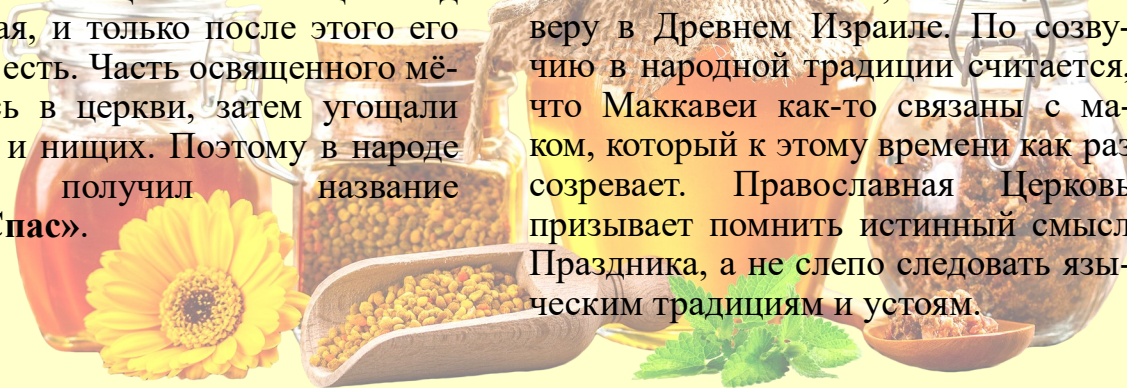 ая, и только после этого его
есть. Часть освященного мё-
в церкви, затем угощали
и нищих. Поэтому в народе
получил название
Спас».
веру в Древнем Израиле. По созву-
чию в народной традиции считается,
что Маккавеи как-то связаны с ма-
ком, который к этому времени как раз
созревает. Православная Церковь
призывает помнить истинный смысл
Праздника, а не слепо следовать язы-
ческим традициям и устоям.